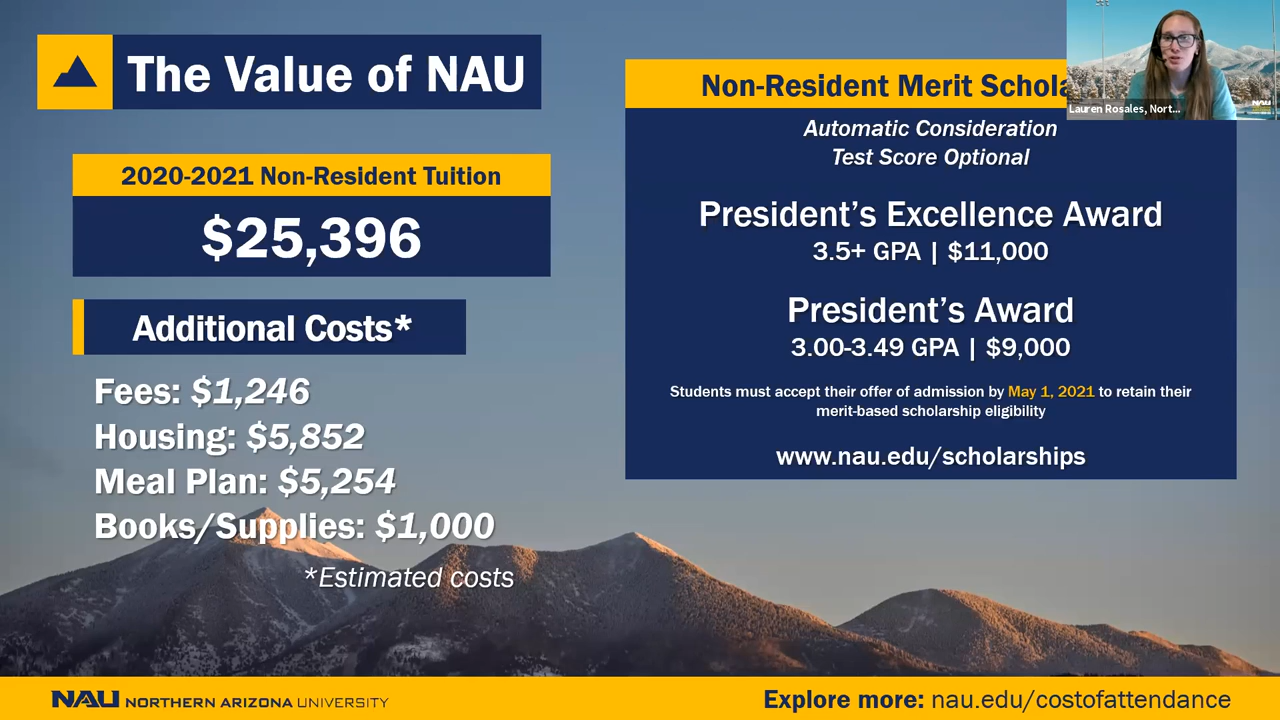 The Value of NAU
2020-2021 Non-Resident Tuition
$25,396
Additional Costs*
Fees: $1,246
Housing: $5,852
Meal Plan: $5,254
Books/Supplies: $1,000
*Estimated costs
Non-Resident Merit Schola
Automatic Consideration
Test Score Optional
President’s Excellence Award
3.5+ GPA | $11,000
President’s Award
3.00-3.49 GPA | $9,000
Students must accept their offer of admission by May 1, 2021 to retain their
merit-based scholarship eligibility
www.nau.edu/scholarships
Lauren Rosales, Nort...
NAU
NAU NORTHERN ARIZONA UNIVERSITY
Explore more: nau.edu/costofattendance